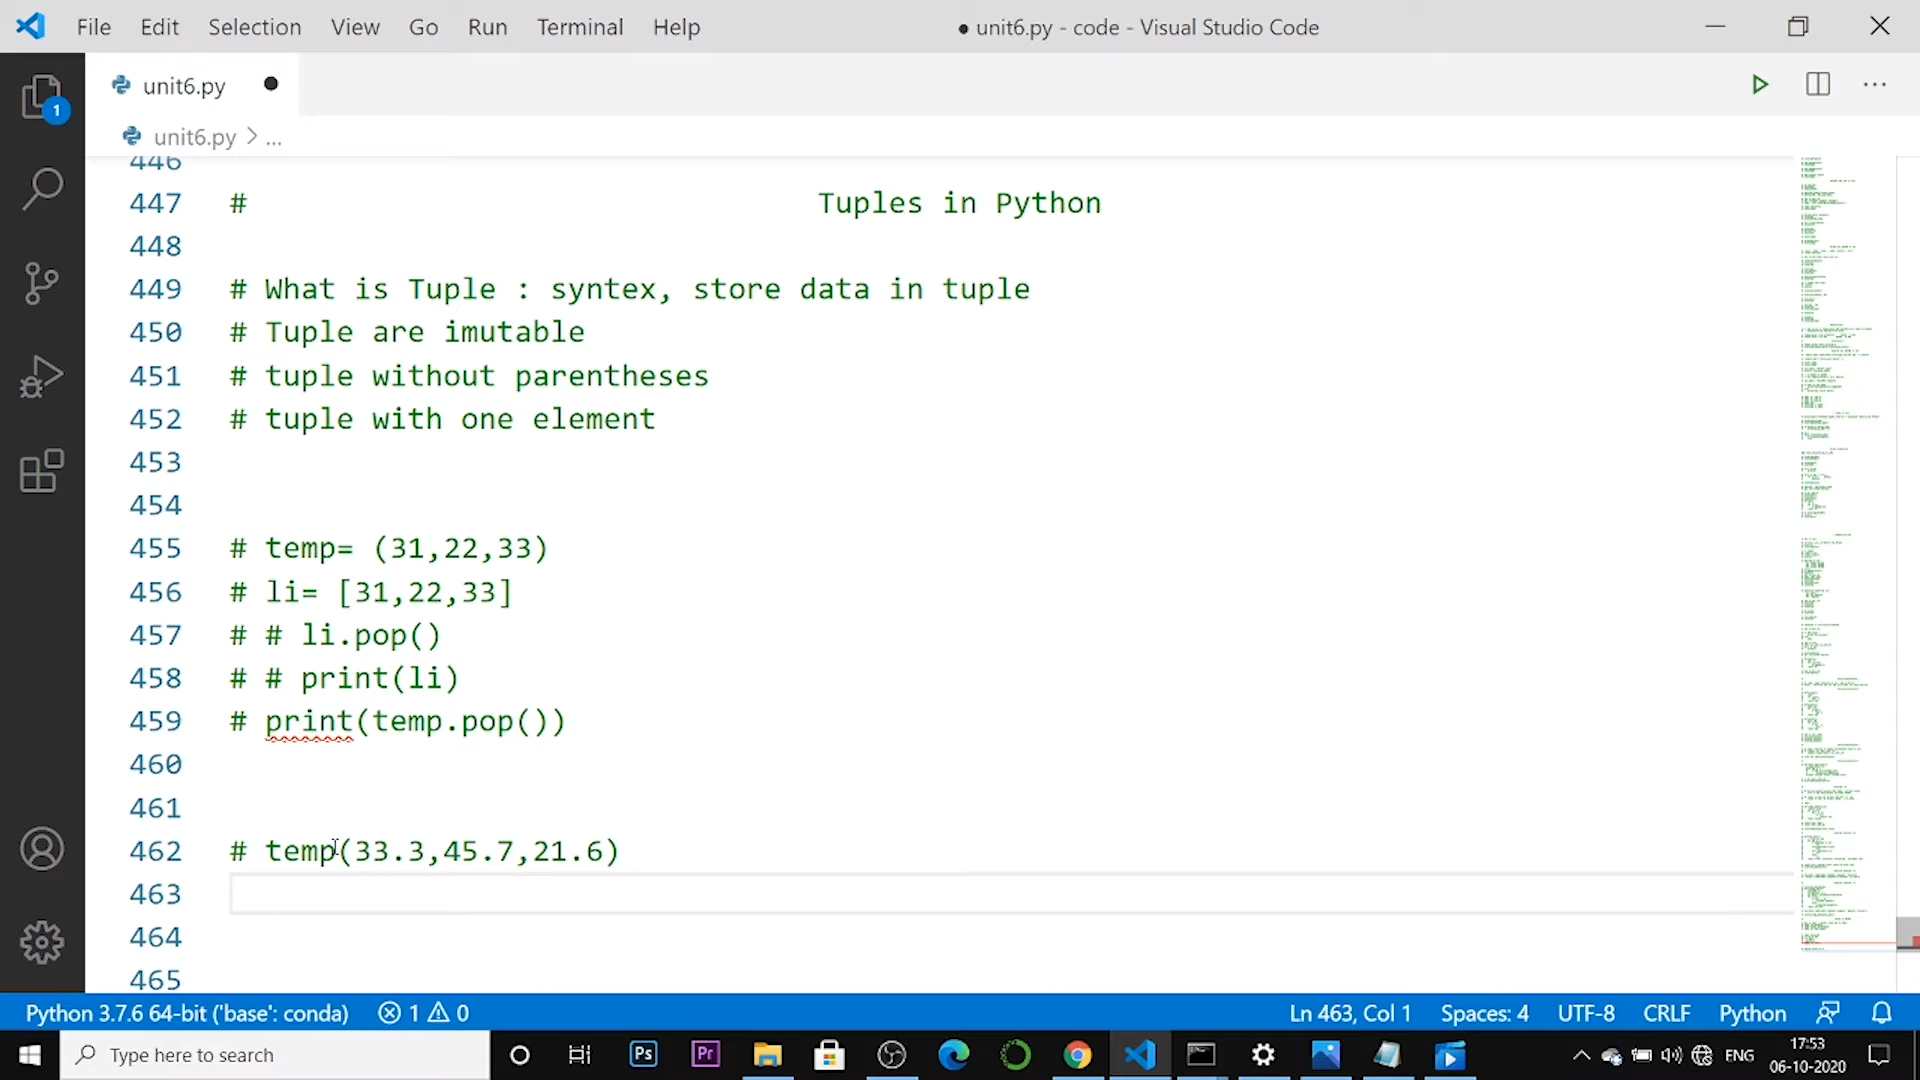 File Edit Selection View Go Run Terminal Help ● unit6.py - code - Visual Studio Code
unit6.py ●
1
unit6.py > ...
446
447 # Tuples in Python
448
449 # What is Tuple : syntex, store data in tuple
450 # Tuple are imutable
451 # tuple without parentheses
452 # tuple with one element
453
454
455 # temp= (31,22,33)
456 # li= [31,22,33]
457 # # li.pop()
458 # # print(li)
459 # print(temp.pop())
460
461
462 # temp(33.3,45.7,21.6)
463
464
465
Python 3.7.6 64-bit ('base': conda) 1 0 Ln 463, Col 1 Spaces: 4 UTF-8 CRLF Python
Type here to search Ps Pr ENG 17:53
06-10-2020